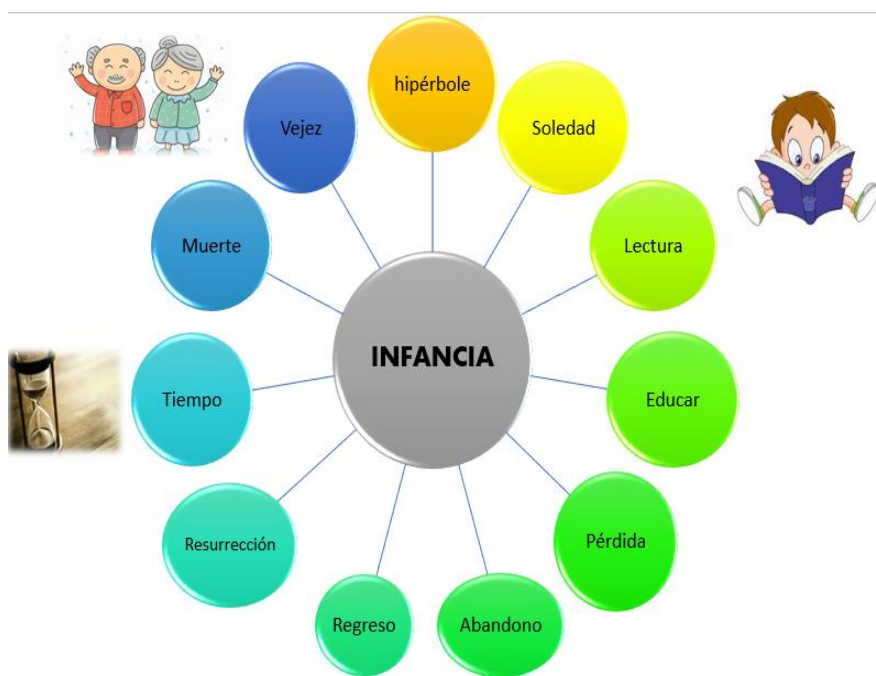 hipérbole
Soledad
Lectura
Educar
Pérdida
Abandono
Regreso
Resurrección
Tiempo
Muerte
Vejez
INFANCIA